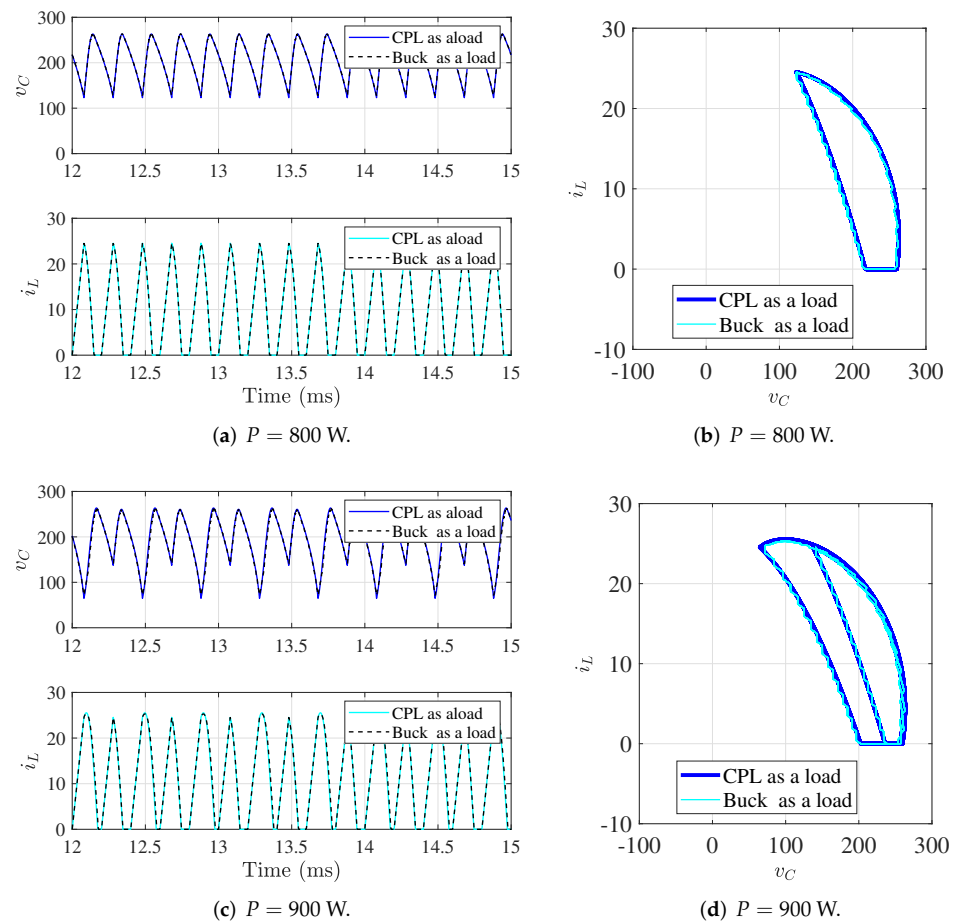 300
200
100
0
v_C
CPL as aload
Buck as a load
12 12.5 13 13.5 14 14.5 15
30
20
10
0
i_L
CPL as aload
Buck as a load
12 12.5 13 13.5 14 14.5 15
Time (ms)
(a) P = 800 W.
30
20
10
0
-10
i_L
CPL as a load
Buck as a load
-100 0 100 200 300
v_C
(b) P = 800 W.
300
200
100
0
v_C
CPL as aload
Buck as a load
12 12.5 13 13.5 14 14.5 15
30
20
10
0
i_L
CPL as aload
Buck as a load
12 12.5 13 13.5 14 14.5 15
Time (ms)
(c) P = 900 W.
30
20
10
0
-10
i_L
CPL as a load
Buck as a load
-100 0 100 200 300
v_C
(d) P = 900 W.